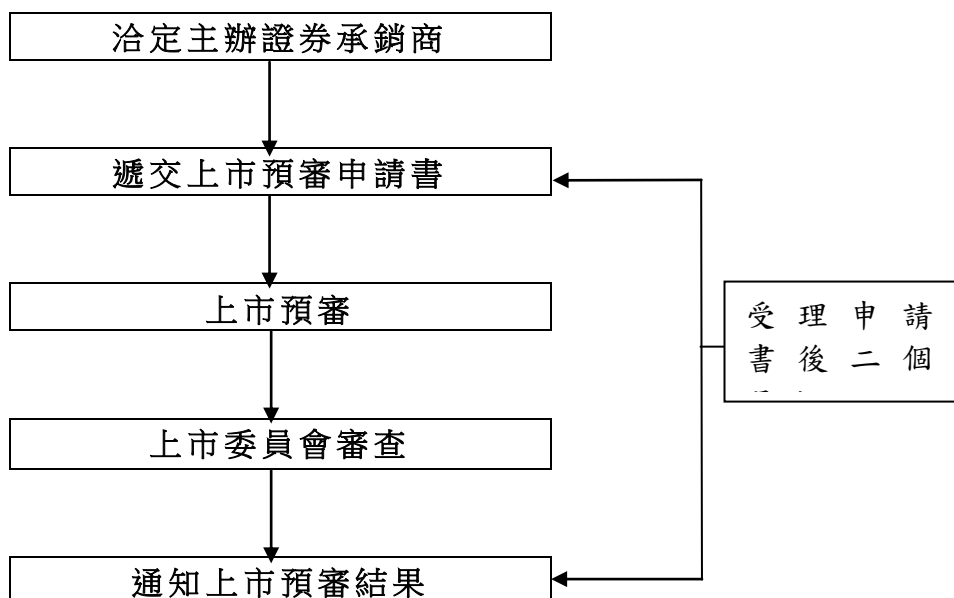 洽定主辦證券承銷商
遞交上市預審申請書
上市預審
受理申請
書後二個
上市委員會審查
通知上市預審結果